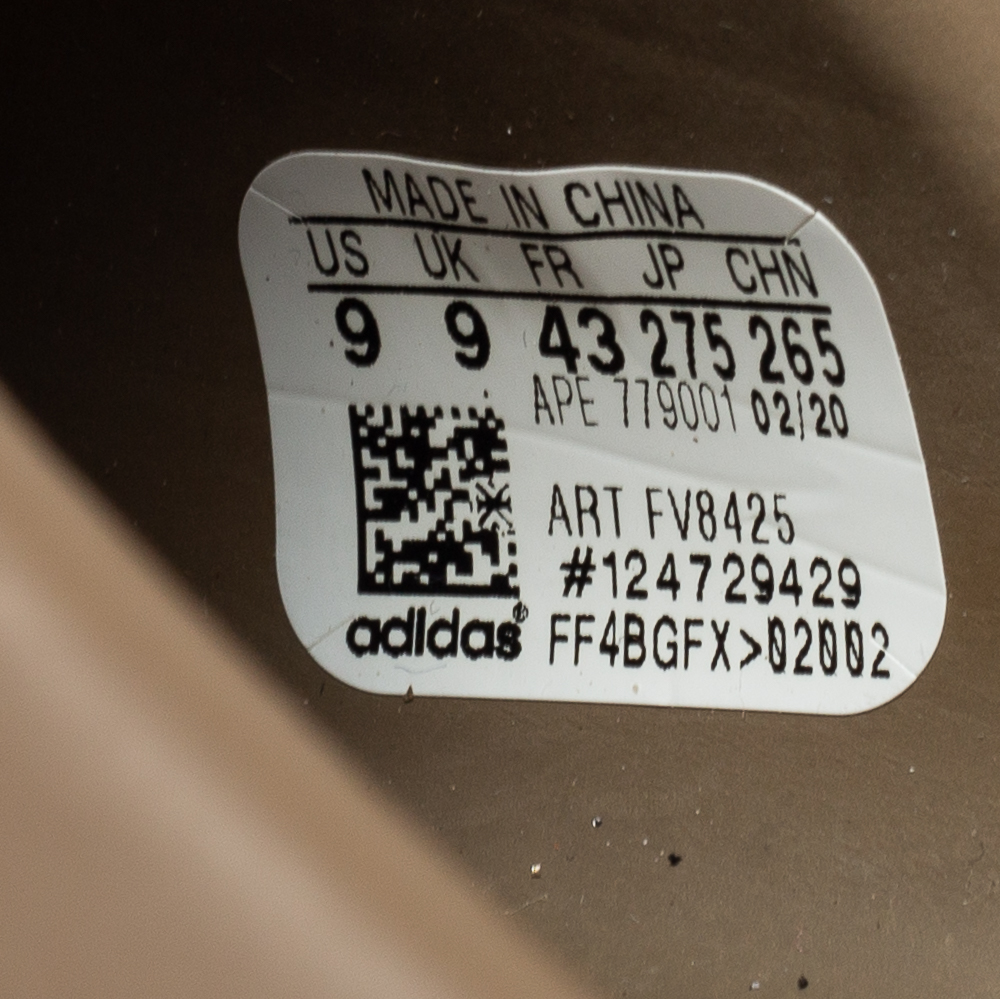 MADE IN CHINA
US UK FR JP CHN
9 9 43 275 265
APE 779001 02/20
ART FV8425
#124729429
adidas® FF4BGFX>02002